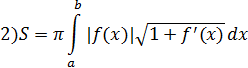 2)S = π∫_a^b |f(x)|√(1 + f′(x)) dx